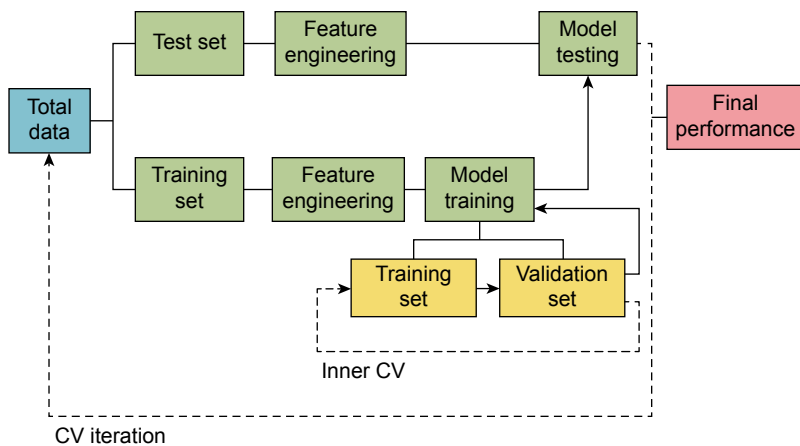 Test set
Feature
engineering
Model
testing
Total
data
Final
performance
Training
set
Feature
engineering
Model
training
Training
set
Validation
set
Inner CV
CV iteration